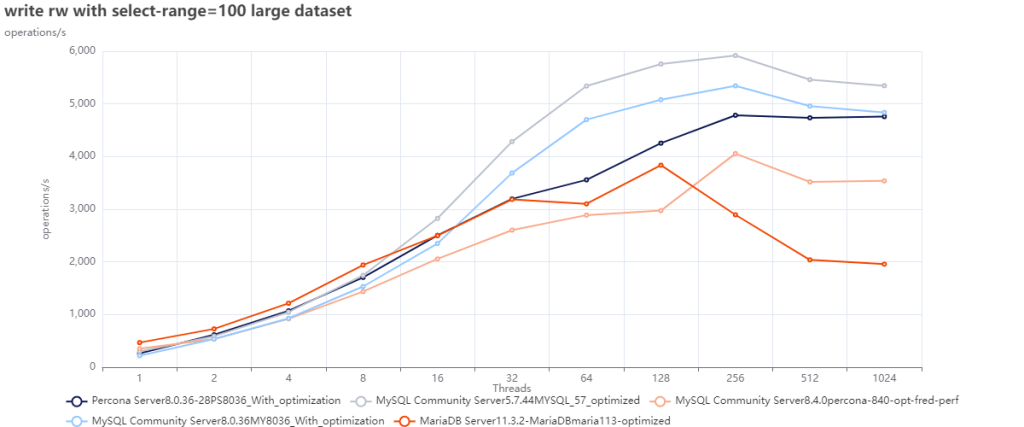 write rw with select-range=100 large dataset
operations/s
6,000
5,000
4,000
3,000
2,000
1,000
0
operations/s
1 2 4 8 16 32 64 128 256 512 1024
Threads
Percona Server8.0.36-28PS8036_With_optimization MySQL Community Server5.7.44MYSQL_57_optimized MySQL Community Server8.4.0percona-840-opt-fred-perf
MySQL Community Server8.0.36MY8036_With_optimization MariaDB Server11.3.2-MariaDBmaria113-optimized